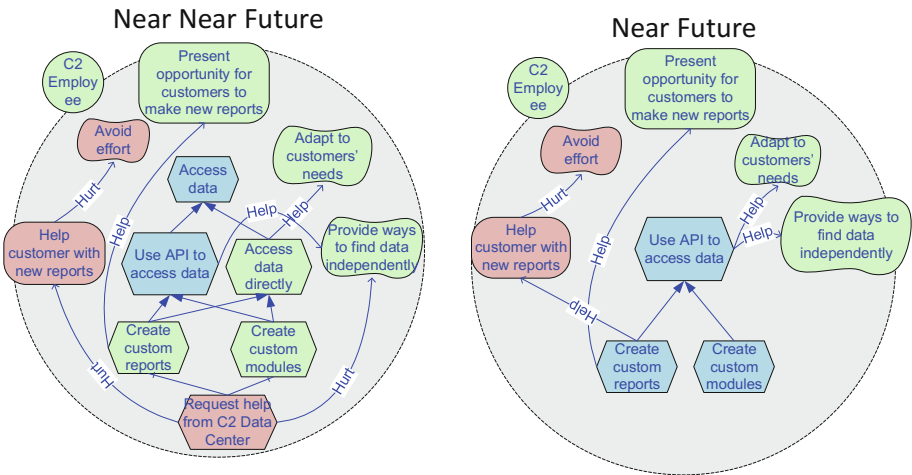 Near Near Future
C2
Employ
ee
Present
opportunity for
customers to
make new reports
Avoid
effort
Adapt to
customers'
needs
Access
data
Hurt
Help
Help
Help
Help
customer with
new reports
Use API to
access data
Access
data
directly
Provide ways
to find data
independently
Create
custom
reports
Create
custom
modules
Hurt
Hurt
Request help
from C2 Data
Center
Near Future
C2
Employ
ee
Present
opportunity for
customers to
make new reports
Avoid
effort
Adapt to
customers'
needs
Hurt
Help
Help
Help
Help
customer with
new reports
Use API to
access data
Provide ways
to find data
independently
Help
Create
custom
reports
Create
custom
modules